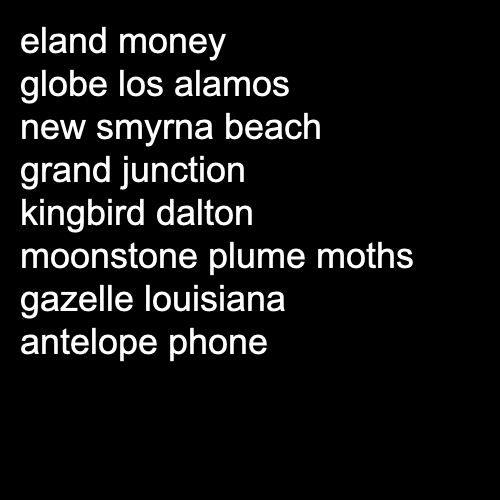 eland money
globe los alamos
new smyrna beach
grand junction
kingbird dalton
moonstone plume moths
gazelle louisiana
antelope phone